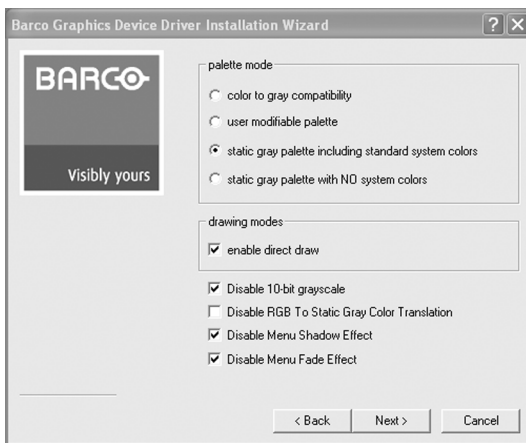 Barco Graphics Device Driver Installation Wizard
BARCO
Visibly yours
palette mode
color to gray compatibility
user modifiable palette
static gray palette including standard system colors
static gray palette with NO system colors
drawing modes
enable direct draw
Disable 10-bit grayscale
Disable RGB To Static Gray Color Translation
Disable Menu Shadow Effect
Disable Menu Fade Effect
< Back
Next >
Cancel